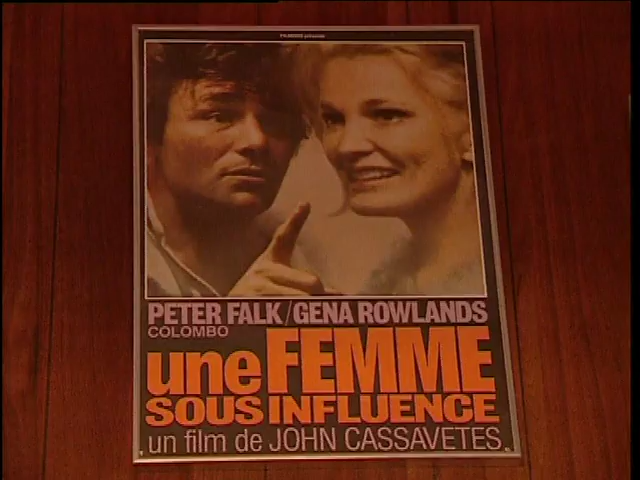 PETER FALK/GENA ROWLANDS
COLOMBO
une FEMME
SOUS INFLUENCE
un film de JOHN CASSAVETES